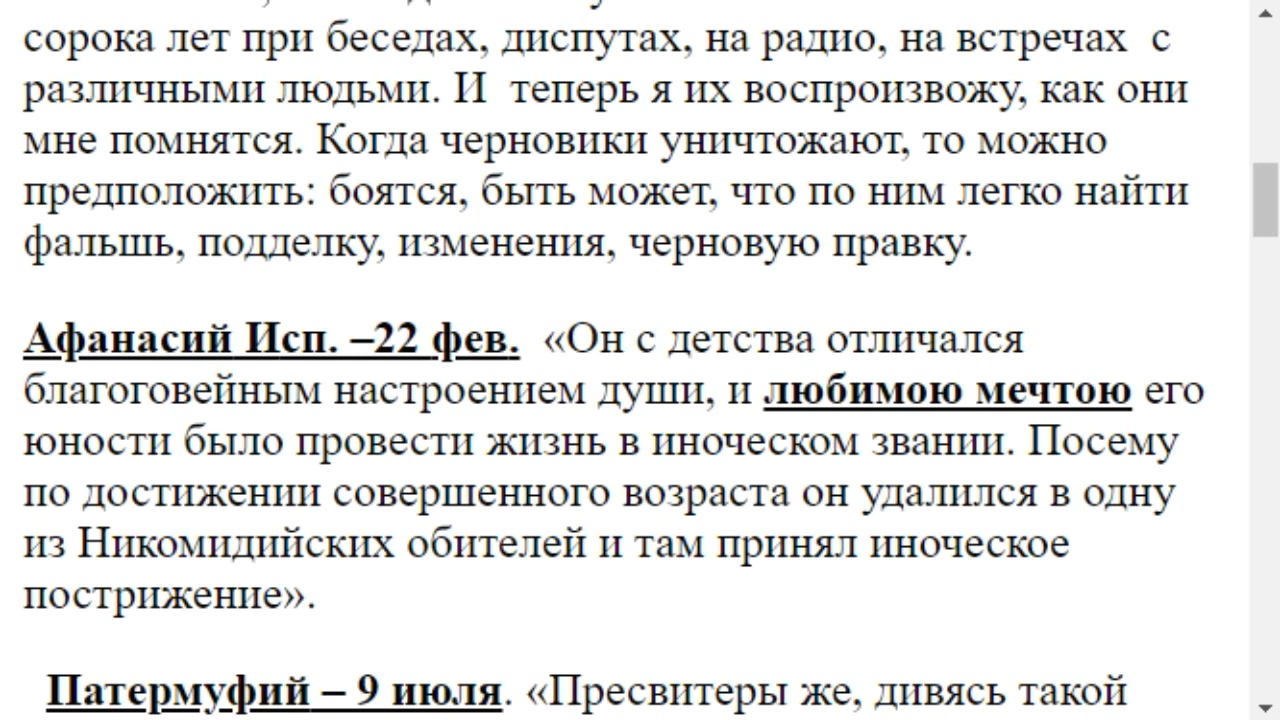 сорока лет при беседах, диспутах, на радио, на встречах  с
различными людьми. И  теперь я их воспроизвожу, как они
мне помнятся. Когда черновики уничтожают, то можно
предположить: боятся, быть может, что по ним легко найти
фальшь, подделку, изменения, черновую правку.
Афанасий Исп. –22 фев.  «Он с детства отличался
благоговейным настроением души, и любимою мечтою его
юности было провести жизнь в иноческом звании. Посему
по достижении совершенного возраста он удалился в одну
из Никомидийских обителей и там принял иноческое
пострижение».
Патермуфий – 9 июля. «Пресвитеры же, дивясь такой